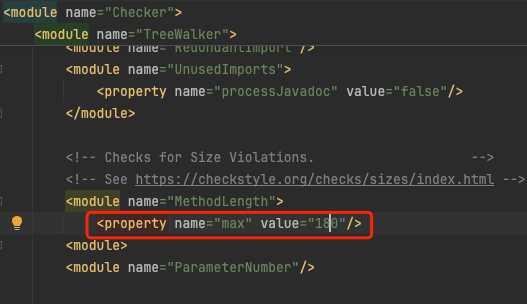 <module name="Checker">
<module name="TreeWalker">
<module name="RedundantImport"/>
<module name="UnusedImports">
<property name="processJavadoc" value="false"/>
</module>
<!-- Checks for Size Violations. -->
<!-- See https://checkstyle.org/checks/sizes/index.html -->
<module name="MethodLength">
<property name="max" value="180"/>
<module>
<module name="ParameterNumber"/>